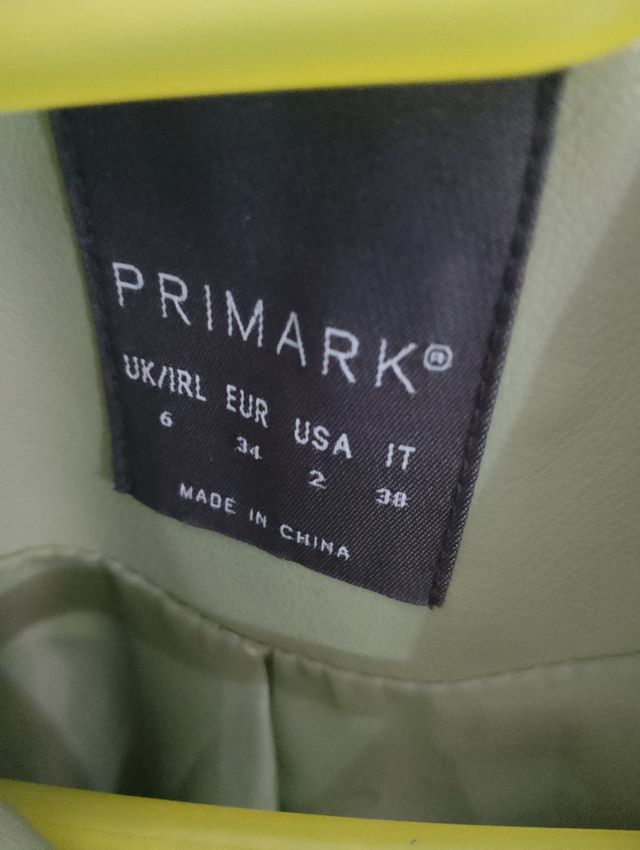 PRIMARK®
UK/IRL EUR USA IT
6 34 2 38
MADE IN CHINA